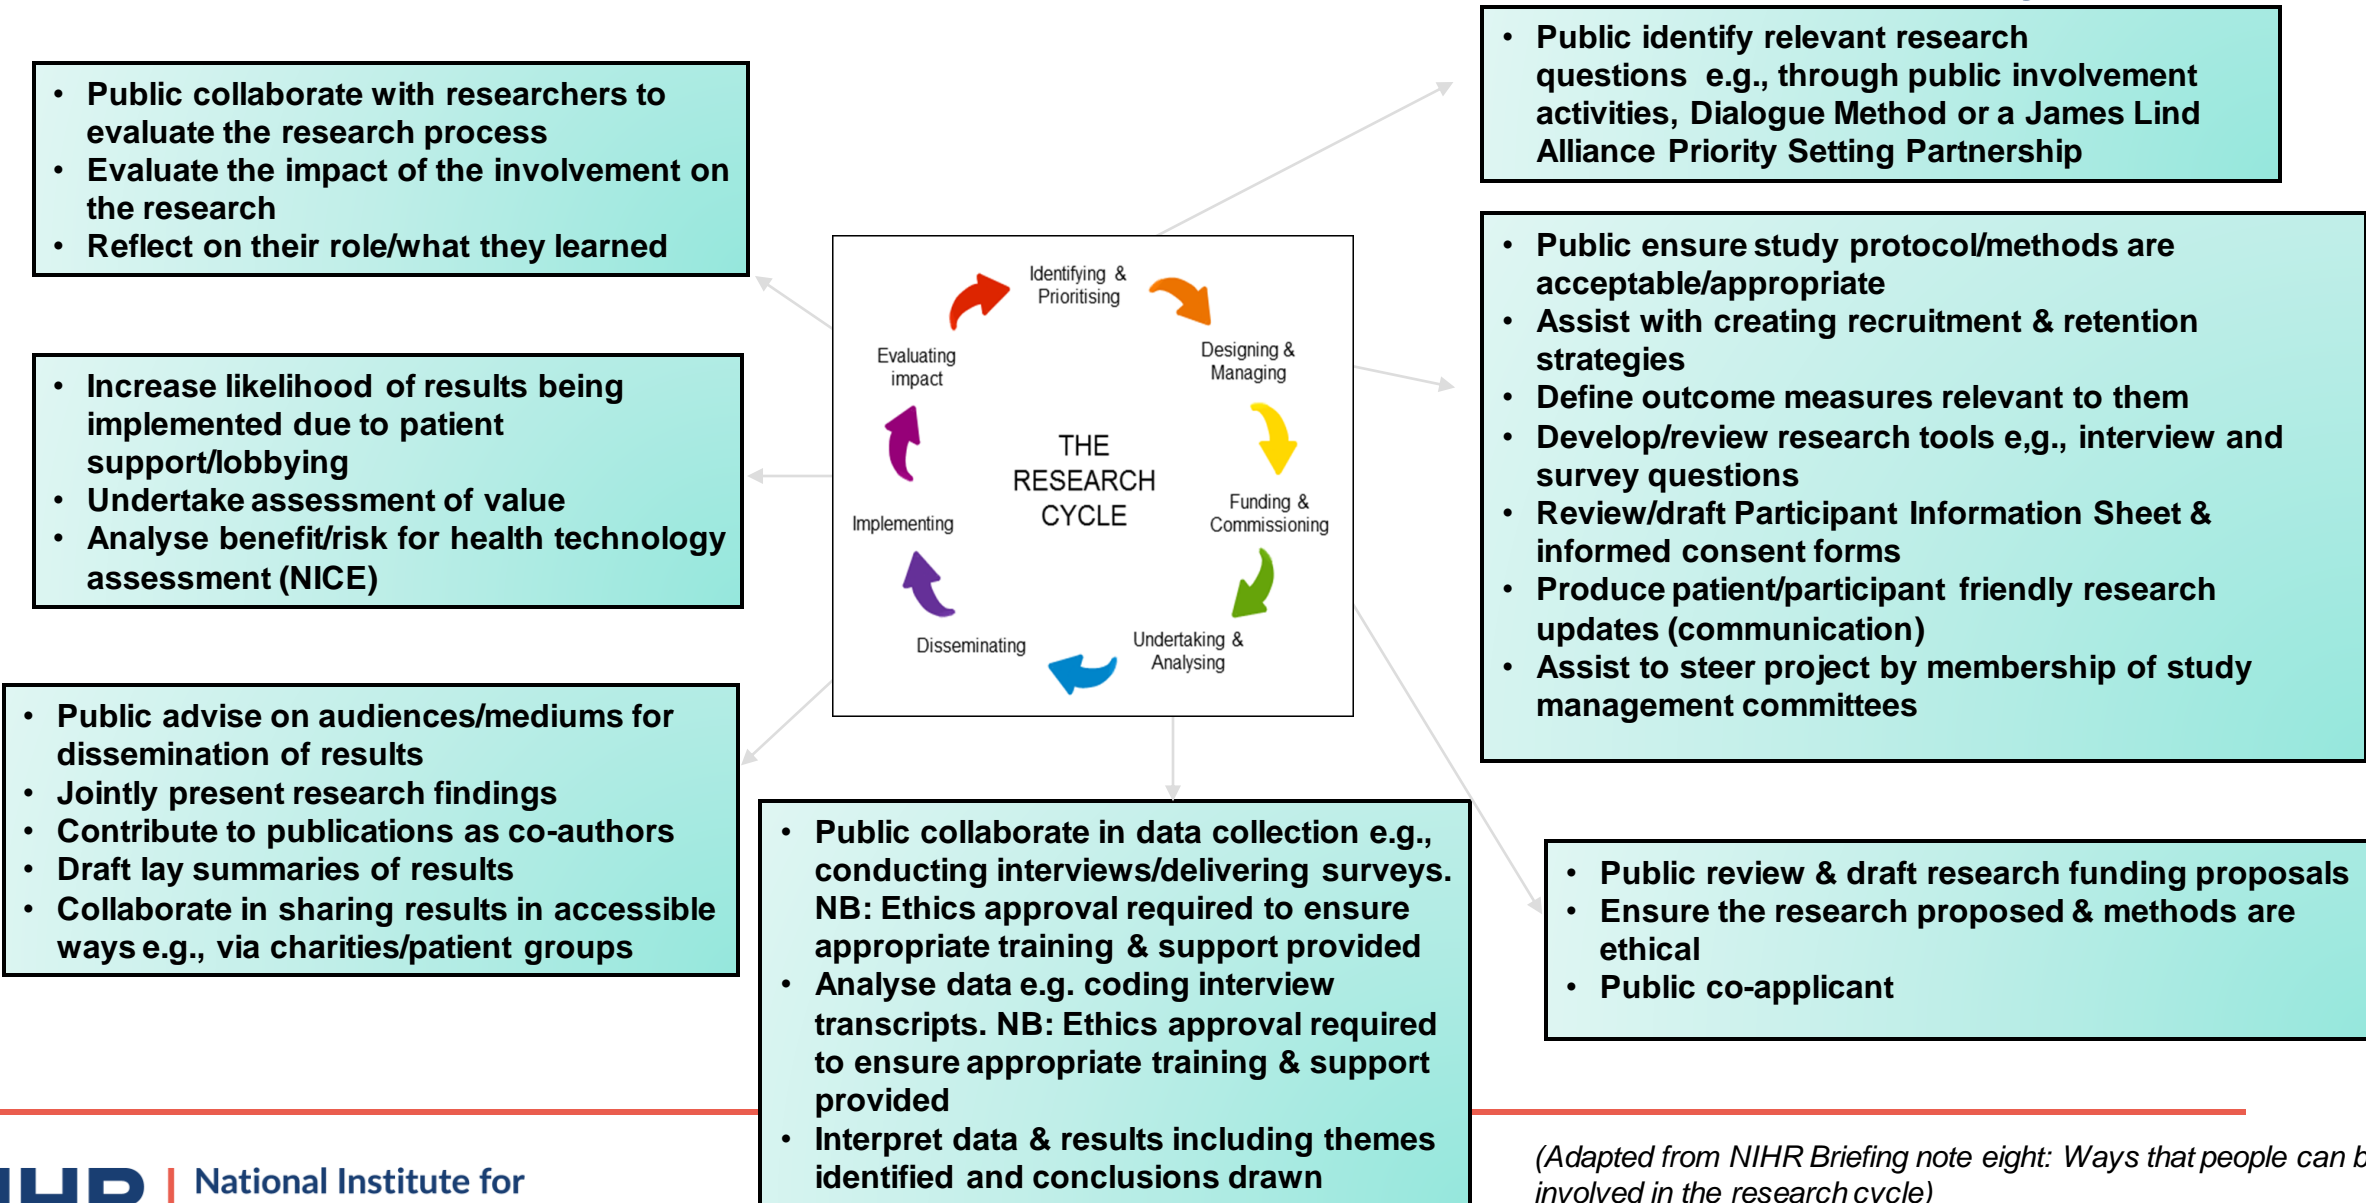 • Public identify relevant research
questions e.g., through public involvement
activities, Dialogue Method or a James Lind
Alliance Priority Setting Partnership
• Public collaborate with researchers to
evaluate the research process
• Evaluate the impact of the involvement on
the research
• Reflect on their role/what they learned
• Public ensure study protocol/methods are
acceptable/appropriate
• Assist with creating recruitment & retention
strategies
• Define outcome measures relevant to them
• Develop/review research tools e,g., interview and
survey questions
• Review/draft Participant Information Sheet &
informed consent forms
• Produce patient/participant friendly research
updates (communication)
• Assist to steer project by membership of study
management committees
Identifying &
Prioritising
Designing &
Managing
Funding &
Commissioning
Undertaking &
Analysing
Disseminating
Implementing
Evaluating
impact
THE
RESEARCH
CYCLE
• Increase likelihood of results being
implemented due to patient
support/lobbying
• Undertake assessment of value
• Analyse benefit/risk for health technology
assessment (NICE)
• Public advise on audiences/mediums for
dissemination of results
• Jointly present research findings
• Contribute to publications as co-authors
• Draft lay summaries of results
• Collaborate in sharing results in accessible
ways e.g., via charities/patient groups
• Public collaborate in data collection e.g.,
conducting interviews/delivering surveys.
NB: Ethics approval required to ensure
appropriate training & support provided
• Analyse data e.g. coding interview
transcripts. NB: Ethics approval required
to ensure appropriate training & support
provided
• Interpret data & results including themes
identified and conclusions drawn
• Public review & draft research funding proposals
• Ensure the research proposed & methods are
ethical
• Public co-applicant
National Institute for
(Adapted from NIHR Briefing note eight: Ways that people can
involved in the research cycle)